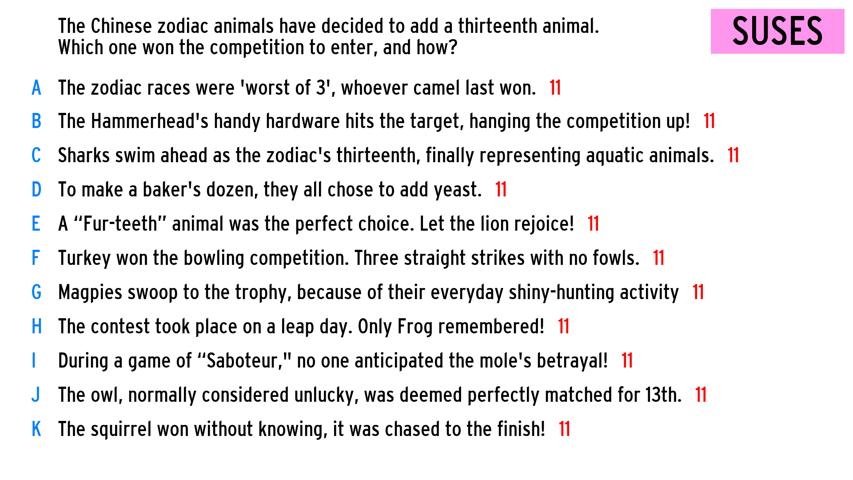 The Chinese zodiac animals have decided to add a thirteenth animal.
Which one won the competition to enter, and how?
SUSES
A The zodiac races were 'worst of 3', whoever camel last won. 11
B The Hammerhead's handy hardware hits the target, hanging the competition up! 11
C Sharks swim ahead as the zodiac's thirteenth, finally representing aquatic animals. 11
D To make a baker's dozen, they all chose to add yeast. 11
E A “Fur-teeth” animal was the perfect choice. Let the lion rejoice! 11
F Turkey won the bowling competition. Three straight strikes with no fowls. 11
G Magpies swoop to the trophy, because of their everyday shiny-hunting activity 11
H The contest took place on a leap day. Only Frog remembered! 11
I During a game of “Saboteur," no one anticipated the mole's betrayal! 11
J The owl, normally considered unlucky, was deemed perfectly matched for 13th. 11
K The squirrel won without knowing, it was chased to the finish! 11